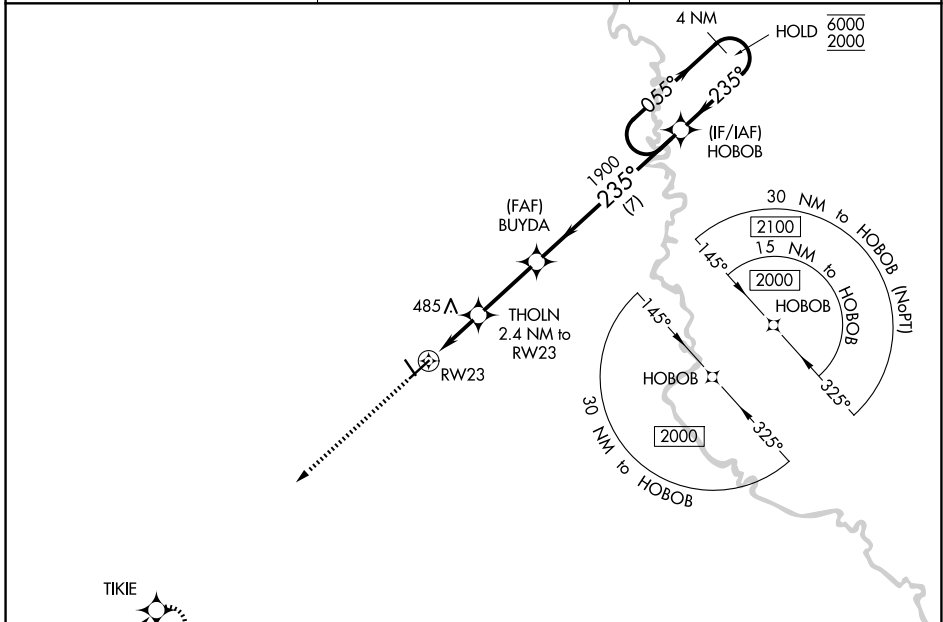 4 NM
HOLD 6000
2000
055°
235°
(IF/IAF)
HOBOB
1900
235°
(7)
(FAF)
BUYDA
485
THOLN
2.4 NM to
RW23
RW23
30 NM to HOBOB (NoPT)
2100
145°
15 NM to HOBOB
2000
HOBOB
325°
145°
HOBOB
325°
2000
30 NM to HOBOB
TIKIE